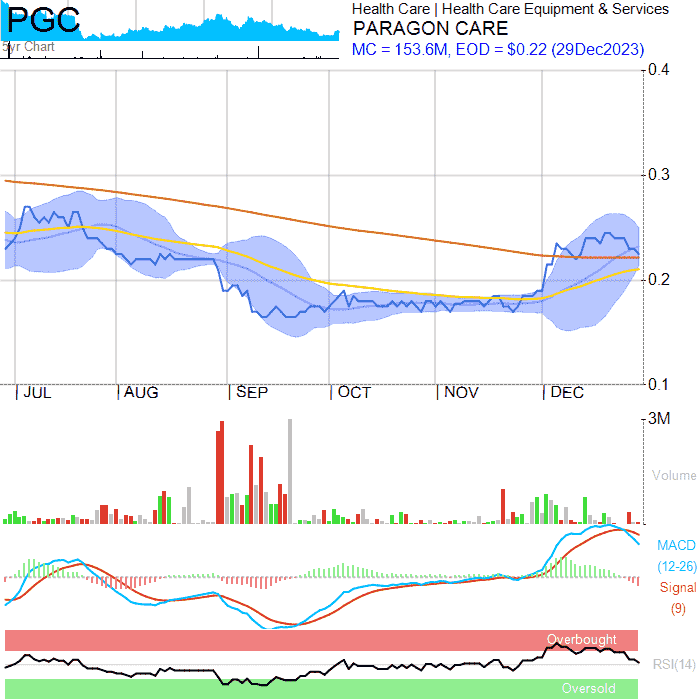 PGC
5yr Chart
Health Care | Health Care Equipment & Services
PARAGON CARE
MC = 153.6M, EOD = $0.22 (29Dec2023)
0.4
0.3
0.2
0.1
JUL
AUG
SEP
OCT
NOV
DEC
3M
Volume
MACD
(12-26)
Signal
(9)
Overbought
RSI(14)
Oversold